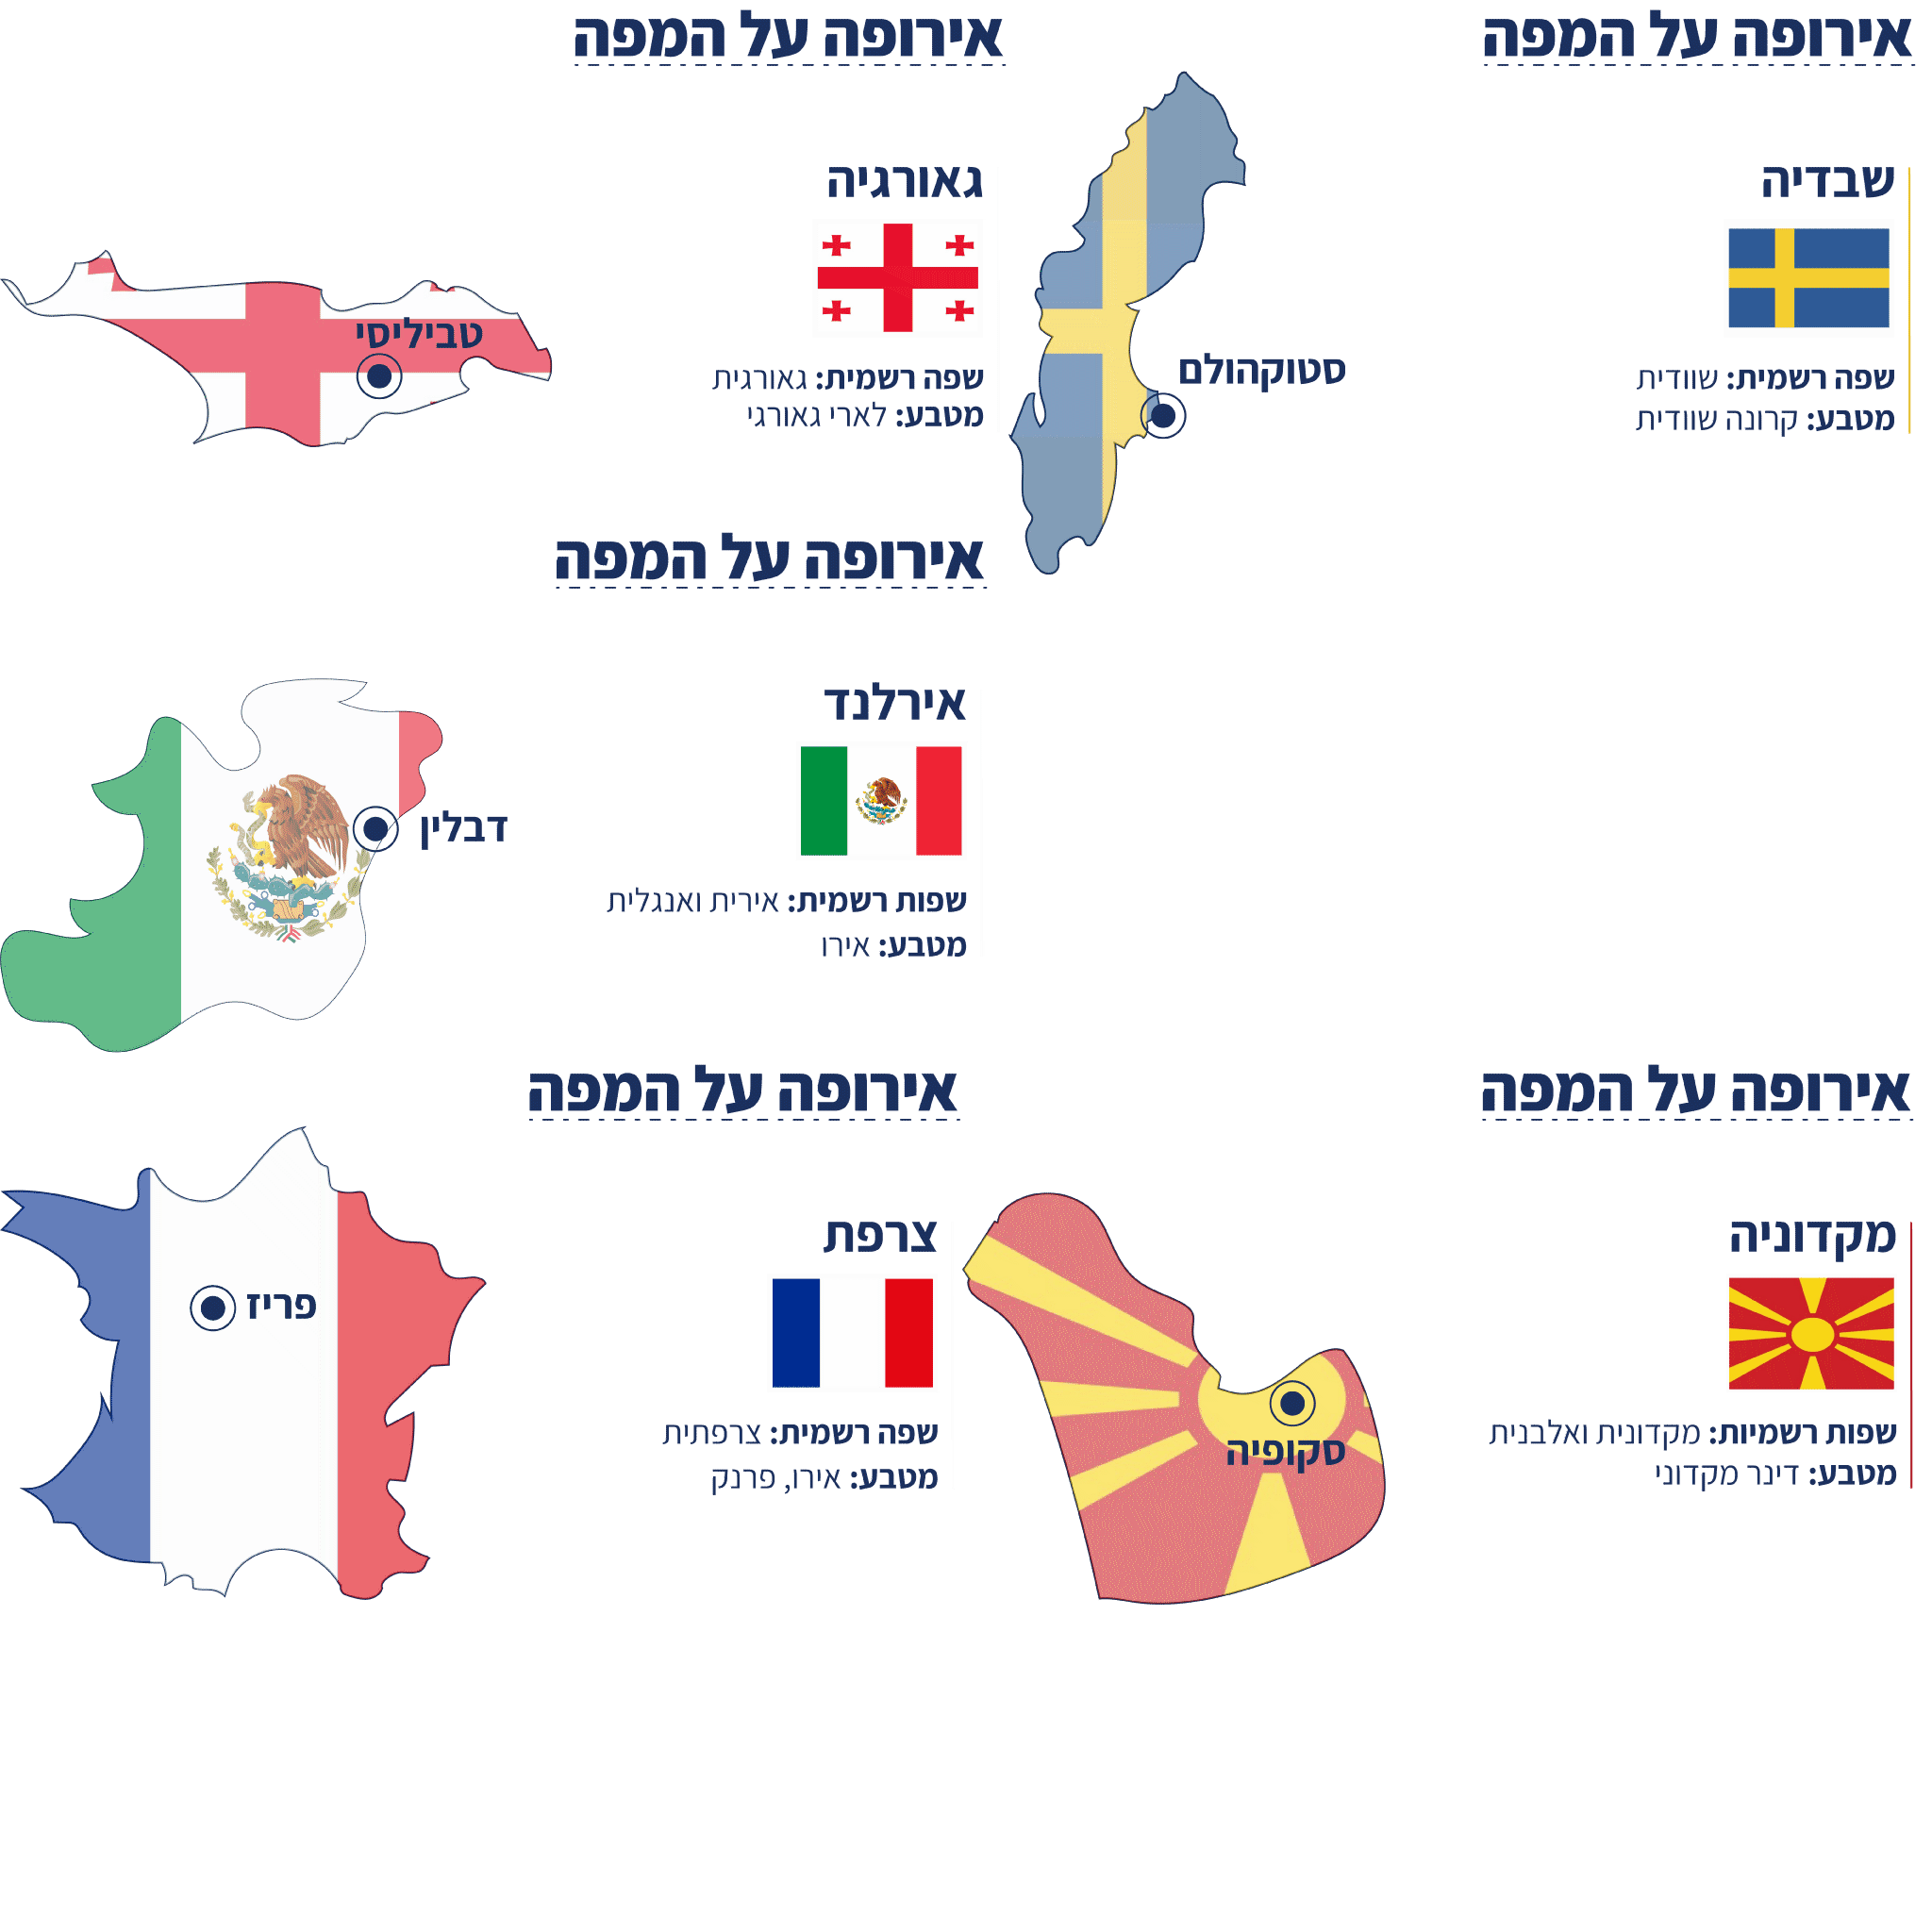 אירופה על המפה
שבדיה
שפה רשמית: שוודית
מטבע: קרונה שוודית
סטוקהולם
אירופה על המפה
גאורגיה
שפה רשמית: גאורגית
מטבע: לארי גאורגי
טביליסי
אירופה על המפה
אירלנד
שפות רשמית: אירית ואנגלית
מטבע: אירו
דבלין
אירופה על המפה
מקדוניה
שפות רשמיות: מקדונית ואלבנית
מטבע: דינר מקדוני
סקופיה
אירופה על המפה
צרפת
שפה רשמית: צרפתית
מטבע: אירו, פרנק
פריז